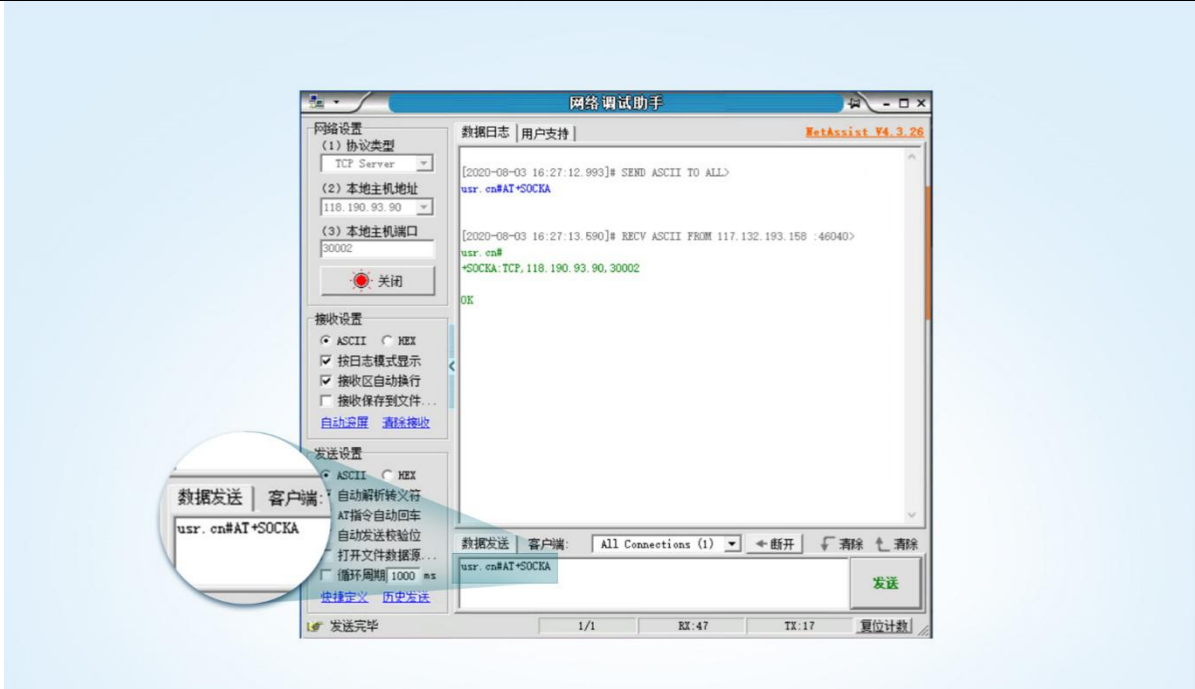 网络调试助手
网络设置
(1) 协议类型
TCP Server
(2) 本地主机地址
118.190.93.90
(3) 本地主机端口
30002
关闭
接收设置
ASCII HEX
按日志模式显示
接收区自动换行
接收保存到文件...
自动滚屏 清除接收
发送设置
ASCII HEX
自动解析转义符
AT指令自动回车
自动发送校验位
打开文件数据源...
循环周期 1000 ms
快捷定义 历史发送
数据日志 用户支持
NetAssist V4.3.26
[2020-08-03 16:27:12.993]# SEND ASCII TO ALL>
usr.cn#AT+SOCKA
[2020-08-03 16:27:13.590]# RECV ASCII FROM 117.132.193.158 :46040>
usr.cn#
+SOCKA:TCP,118.190.93.90,30002
OK
数据发送 客户端: All Connections (1) 断开 清除 清除
usr.cn#AT+SOCKA
发送
数据发送 客户端:
usr.cn#AT+SOCKA
发送完毕 1/1 RX:47 TX:17 复位计数